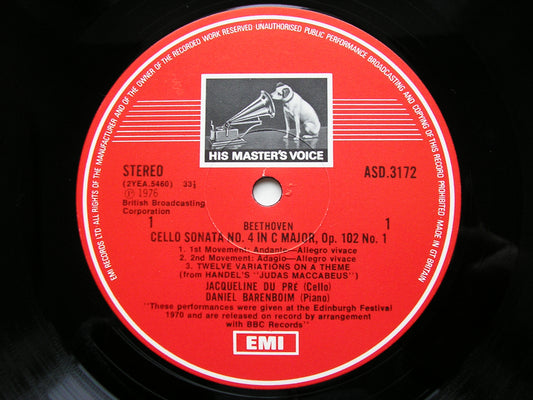 EMI RECORDS LTD. ALL RIGHTS OF THE MANUFACTURER AND OF THE OWNER OF THE RECORDED WORK RESERVED UNAUTHORISED PUBLIC PERFORMANCE BROADCASTING AND COPYING OF THIS RECORD PROHIBITED MADE IN GT BRITAIN
HIS MASTER'S VOICE
STEREO
ASD.3172
(2YEA.5460) 33⅓
Ⓟ 1976
British Broadcasting
Corporation
1
1
BEETHOVEN
CELLO SONATA NO. 4 IN C MAJOR, Op. 102 No. 1
1. 1st Movement: Andante—Allegro vivace
2. 2nd Movement: Adagio—Allegro vivace
3. TWELVE VARIATIONS ON A THEME
(from HANDEL'S "JUDAS MACCABEUS")
JACQUELINE DU PRÉ (Cello)
DANIEL BARENBOIM (Piano)
"These performances were given at the Edinburgh Festival
1970 and are released on record by arrangement
with BBC Records"
EMI